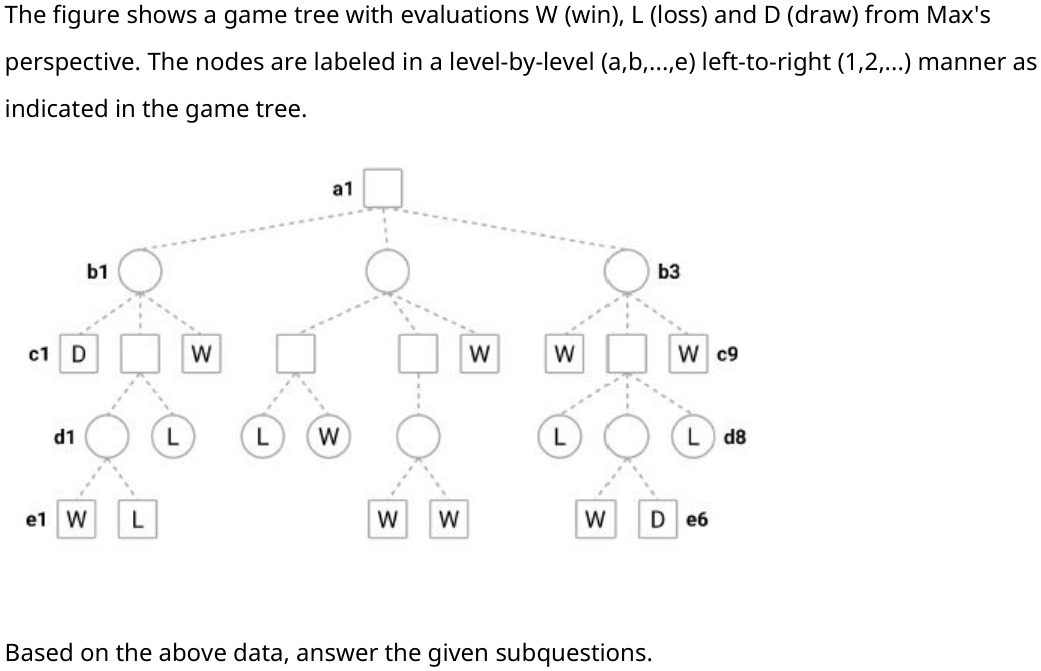 The figure shows a game tree with evaluations W (win), L (loss) and D (draw) from Max's
perspective. The nodes are labeled in a level-by-level (a,b,...,e) left-to-right (1,2,...) manner as
indicated in the game tree.
a1
b1 b3
c1 D W W W W c9
d1 L L W L L d8
e1 W L W W W D e6
Based on the above data, answer the given subquestions.